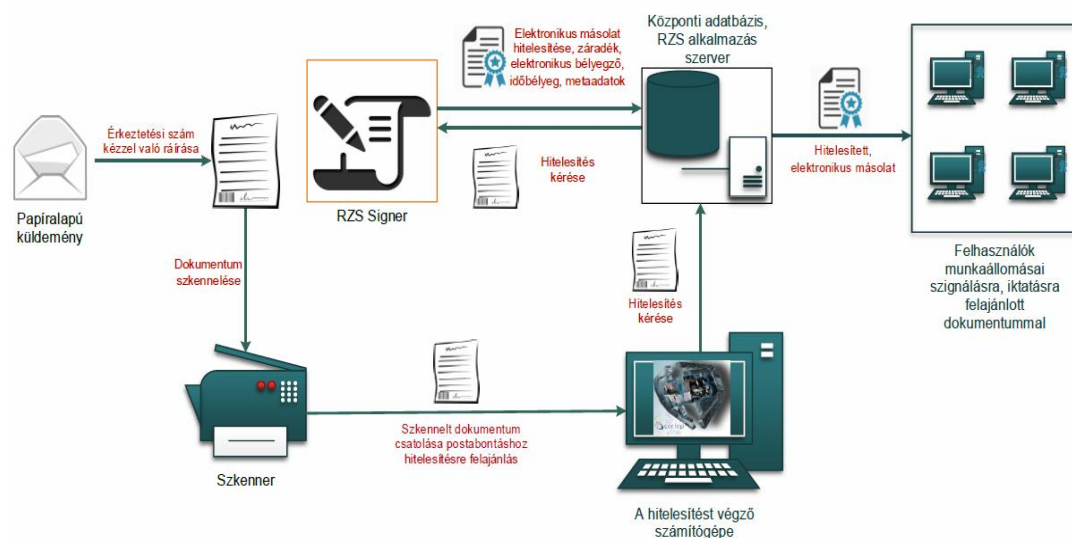 Elektronikus másolat
hitelesítése, záradék,
elektronikus bélyegző,
időbélyeg, metaadatok
Központi adatbázis,
RZS alkalmazás
szerver
Érkeztetési szám
kézzel való ráírása
Papíralapú
küldemény
RZS Signer
Hitelesítés
kérése
Hitelesített,
elektronikus másolat
Felhasználók
munkaállomásai
szignálásra, iktatásra
felajánlott
dokumentummal
Dokumentum
szkennelése
Hitelesítés
kérése
Szkennelt dokumentum
csatolása postabontáshoz
hitelesítésre felajánlás
Szkenner
A hitelesítést végző
számítógépe